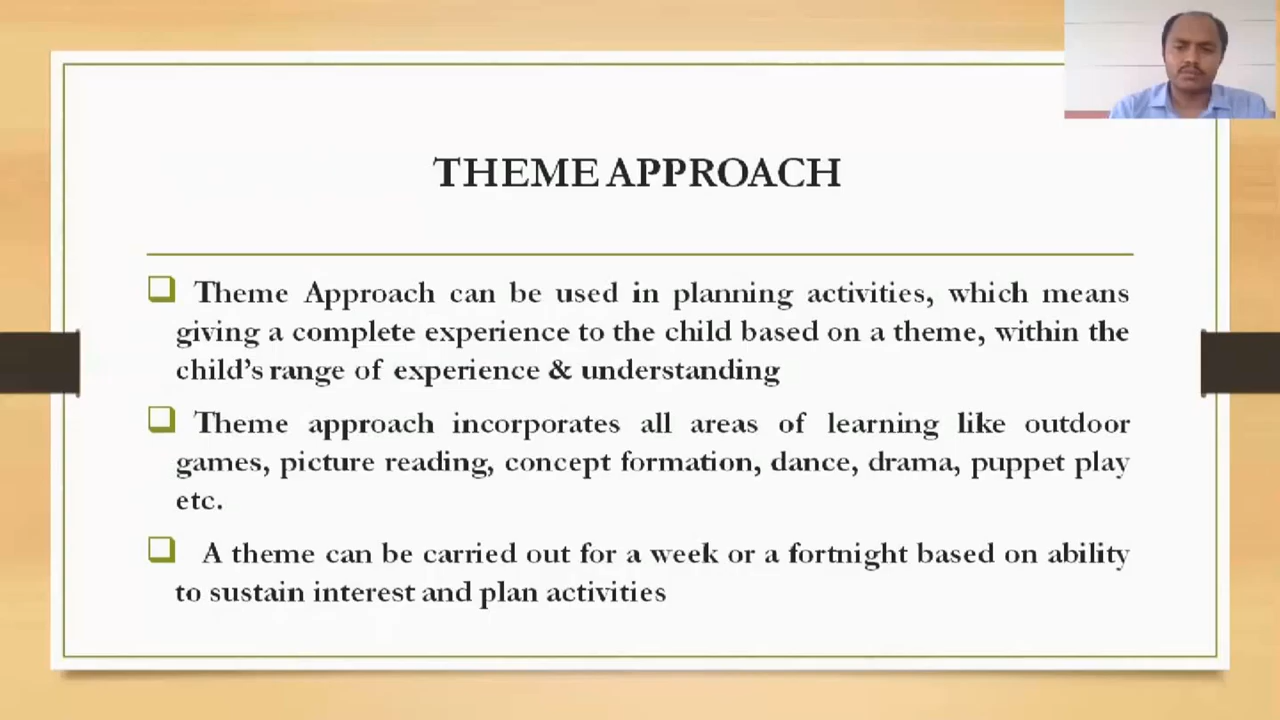 THEME APPROACH
Theme Approach can be used in planning activities, which means
giving a complete experience to the child based on a theme, within the
child's range of experience & understanding
Theme approach incorporates all areas of learning like outdoor
games, picture reading, concept formation, dance, drama, puppet play
etc.
A theme can be carried out for a week or a fortnight based on ability
to sustain interest and plan activities